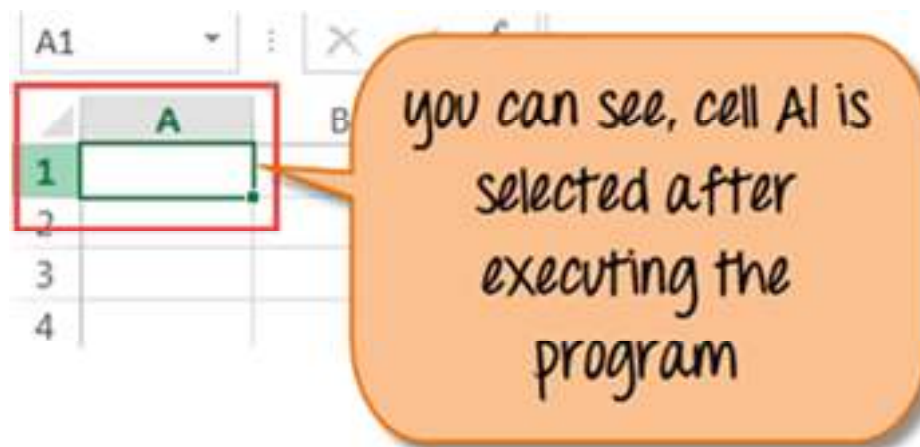 A1
A B
1
2
3
4
you can see, cell A1 is
selected after
executing the
program